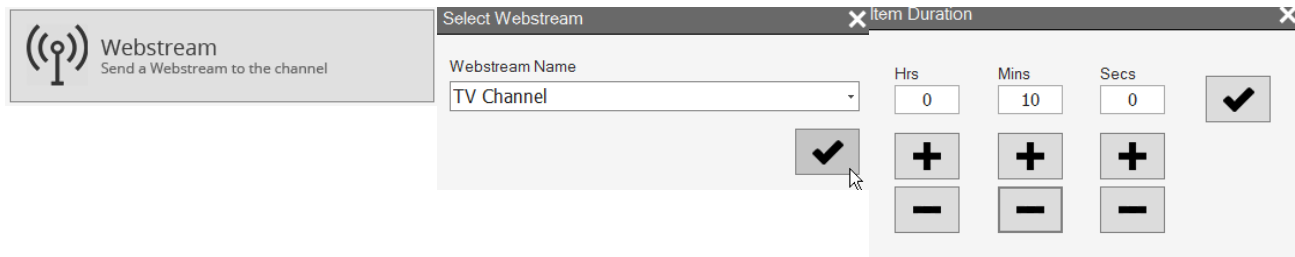 Webstream
Send a Webstream to the channel
Select Webstream
Webstream Name
TV Channel
Item Duration
Hrs Mins Secs
0 10 0